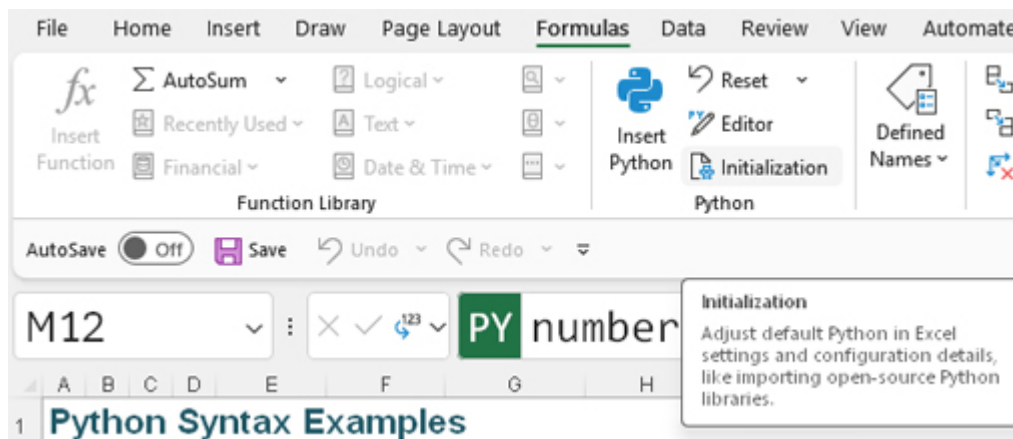 File Home Insert Draw Page Layout Formulas Data Review View Automate
fx AutoSum Logical Reset
Insert Recently Used Text Insert Editor Defined
Function Financial Date & Time Python Initialization Names
Function Library Python
AutoSave Off Save Undo Redo
M12 123 PY number
Initialization
Adjust default Python in Excel
settings and configuration details,
like importing open-source Python
libraries.
A B C D E F G H
1 Python Syntax Examples